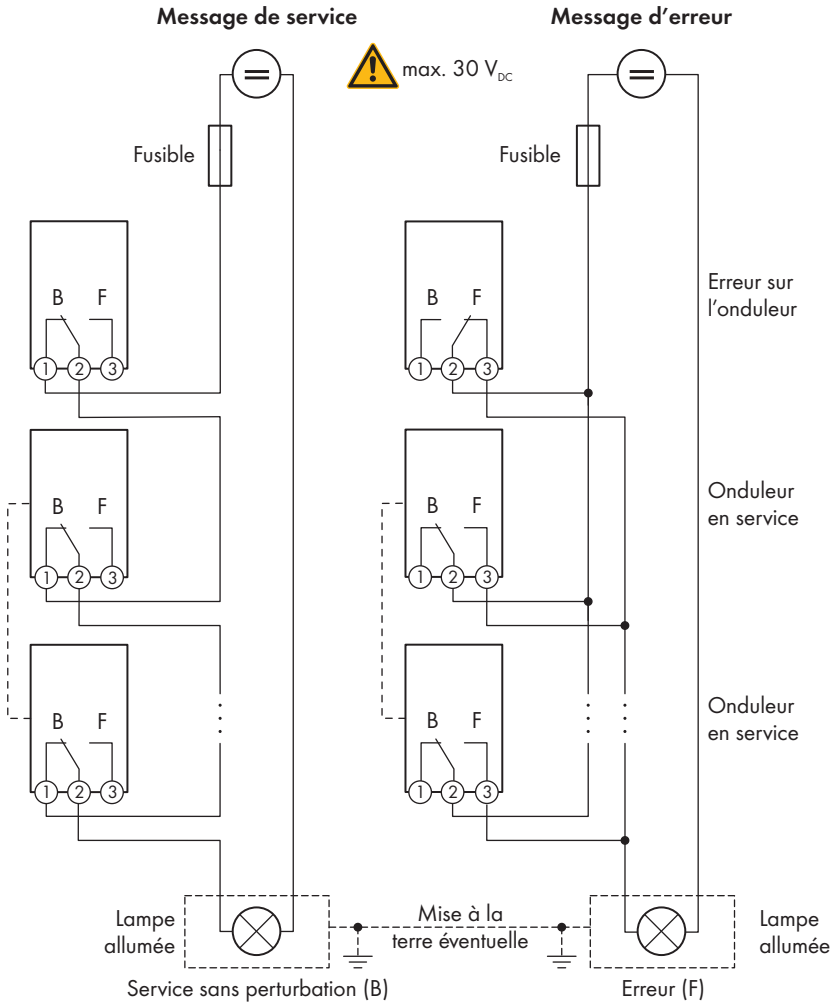 Message de service
Message d'erreur
max. 30 V_DC
Fusible
Fusible
B F
1 2 3
B F
1 2 3
Erreur sur
l'onduleur
B F
1 2 3
B F
1 2 3
Onduleur
en service
B F
1 2 3
B F
1 2 3
Onduleur
en service
Lampe
allumée
Mise à la
terre éventuelle
Lampe
allumée
Service sans perturbation (B)
Erreur (F)